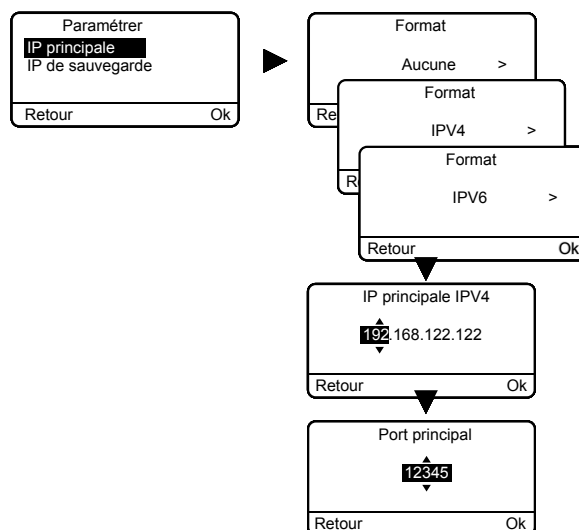 Paramétrer
IP principale
IP de sauvegarde
Retour Ok
Format
Aucune >
Re
Format
IPV4 >
R
Format
IPV6 >
Retour Ok
IP principale IPV4
192.168.122.122
Retour Ok
Port principal
12345
Retour Ok